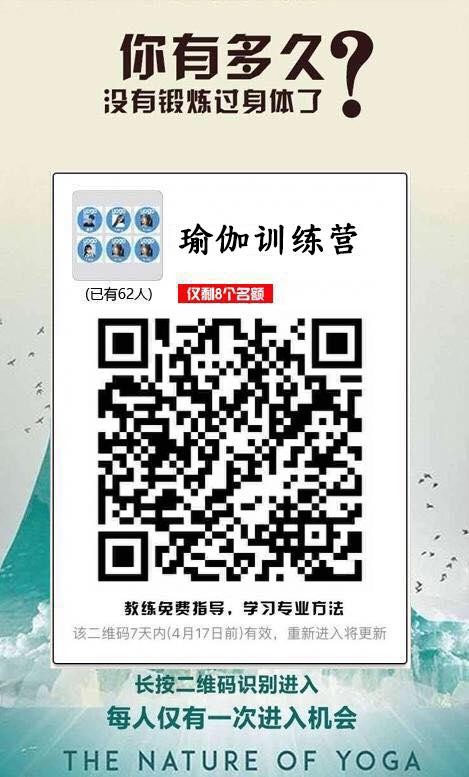 你有多久?
没有锻炼过身体了
瑜伽训练营
(已有62人)
仅剩8个名额
教练免费指导，学习专业方法
该二维码7天内(4月17日前)有效，重新进入将更新
长按二维码识别进入
每人仅有一次进入机会
THE NATURE OF YOGA